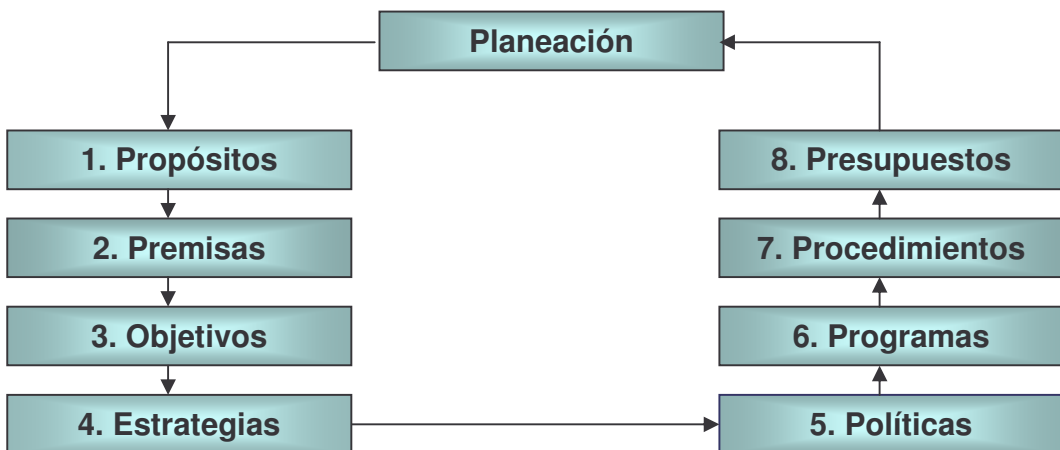 Planeación
1. Propósitos
2. Premisas
3. Objetivos
4. Estrategias
5. Políticas
6. Programas
7. Procedimientos
8. Presupuestos